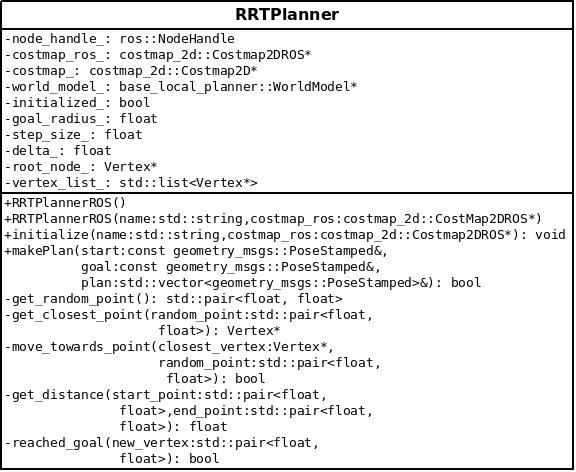 RRTPlanner
-node_handle_: ros::NodeHandle
-costmap_ros_: costmap_2d::Costmap2DROS*
-costmap_: costmap_2d::Costmap2D*
-world_model_: base_local_planner::WorldModel*
-initialized_: bool
-goal_radius_: float
-step_size_: float
-delta_: float
-root_node_: Vertex*
-vertex_list_: std::list<Vertex*>
+RRTPlannerROS()
+RRTPlannerROS(name:std::string,costmap_ros:costmap_2d::CostMap2DROS*)
+initialize(name:std::string,costmap_ros:costmap_2d::Costmap2DROS*): void
+makePlan(start:const geometry_msgs::PoseStamped&,
goal:const geometry_msgs::PoseStamped&,
plan:std::vector<geometry_msgs::PoseStamped>&): bool
-get_random_point(): std::pair<float, float>
-get_closest_point(random_point:std::pair<float,
float>): Vertex*
-move_towards_point(closest_vertex:Vertex*,
random_point:std::pair<float,
float>): bool
-get_distance(start_point:std::pair<float,
float>,end_point:std::pair<float,
float>): float
-reached_goal(new_vertex:std::pair<float,
float>): bool